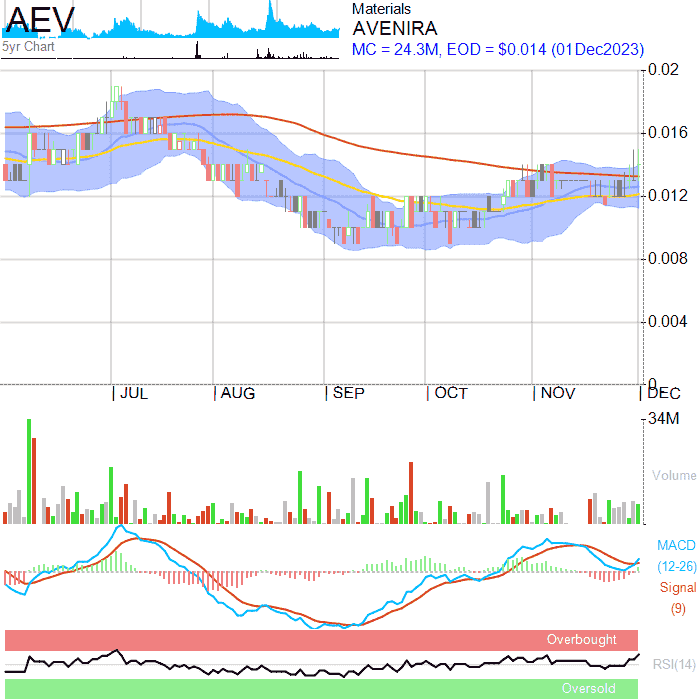 AEV
5yr Chart
Materials
AVENIRA
MC = 24.3M, EOD = $0.014 (01Dec2023)
0.02
0.016
0.012
0.008
0.004
0
JUL AUG SEP OCT NOV DEC
34M
Volume
MACD
(12-26)
Signal
(9)
Overbought
RSI(14)
Oversold